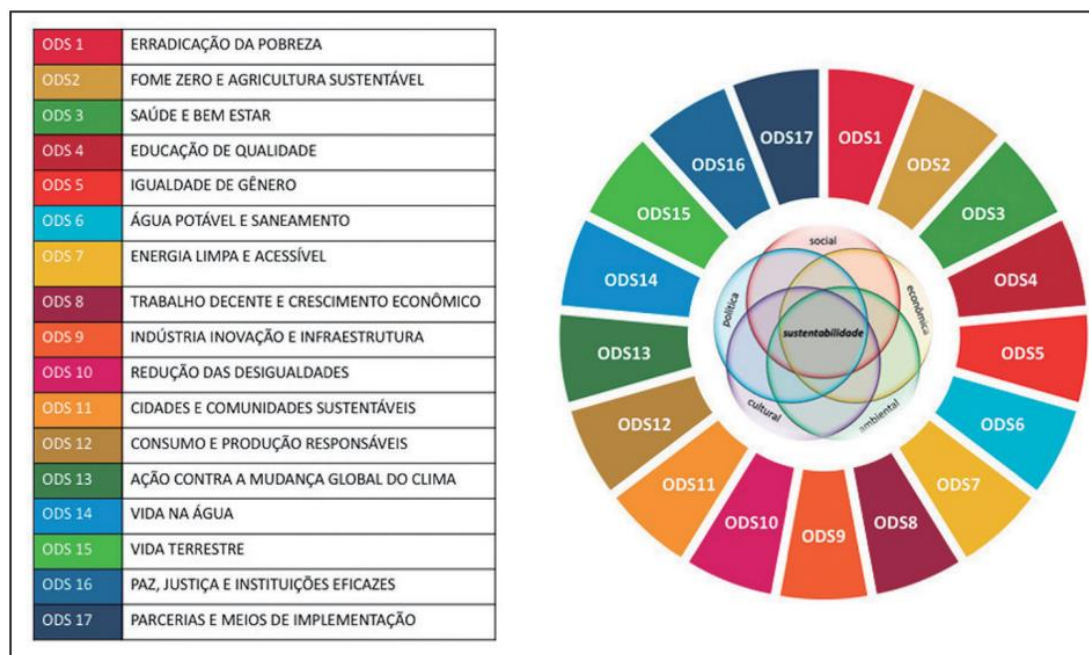 ODS 1 ERRADICAÇÃO DA POBREZA
ODS2 FOME ZERO E AGRICULTURA SUSTENTÁVEL
ODS 3 SAÚDE E BEM ESTAR
ODS 4 EDUCAÇÃO DE QUALIDADE
ODS 5 IGUALDADE DE GÊNERO
ODS 6 ÁGUA POTÁVEL E SANEAMENTO
ODS 7 ENERGIA LIMPA E ACESSÍVEL
ODS 8 TRABALHO DECENTE E CRESCIMENTO ECONÔMICO
ODS 9 INDÚSTRIA INOVAÇÃO E INFRAESTRUTURA
ODS 10 REDUÇÃO DAS DESIGUALDADES
ODS 11 CIDADES E COMUNIDADES SUSTENTÁVEIS
ODS 12 CONSUMO E PRODUÇÃO RESPONSÁVEIS
ODS 13 AÇÃO CONTRA A MUDANÇA GLOBAL DO CLIMA
ODS 14 VIDA NA ÁGUA
ODS 15 VIDA TERRESTRE
ODS 16 PAZ, JUSTIÇA E INSTITUIÇÕES EFICAZES
ODS 17 PARCERIAS E MEIOS DE IMPLEMENTAÇÃO
ODS1
ODS2
ODS3
ODS4
ODS5
ODS6
ODS7
ODS8
ODS9
ODS10
ODS11
ODS12
ODS13
ODS14
ODS15
ODS16
ODS17
social
econômica
ambiental
cultural
política
sustentabilidade